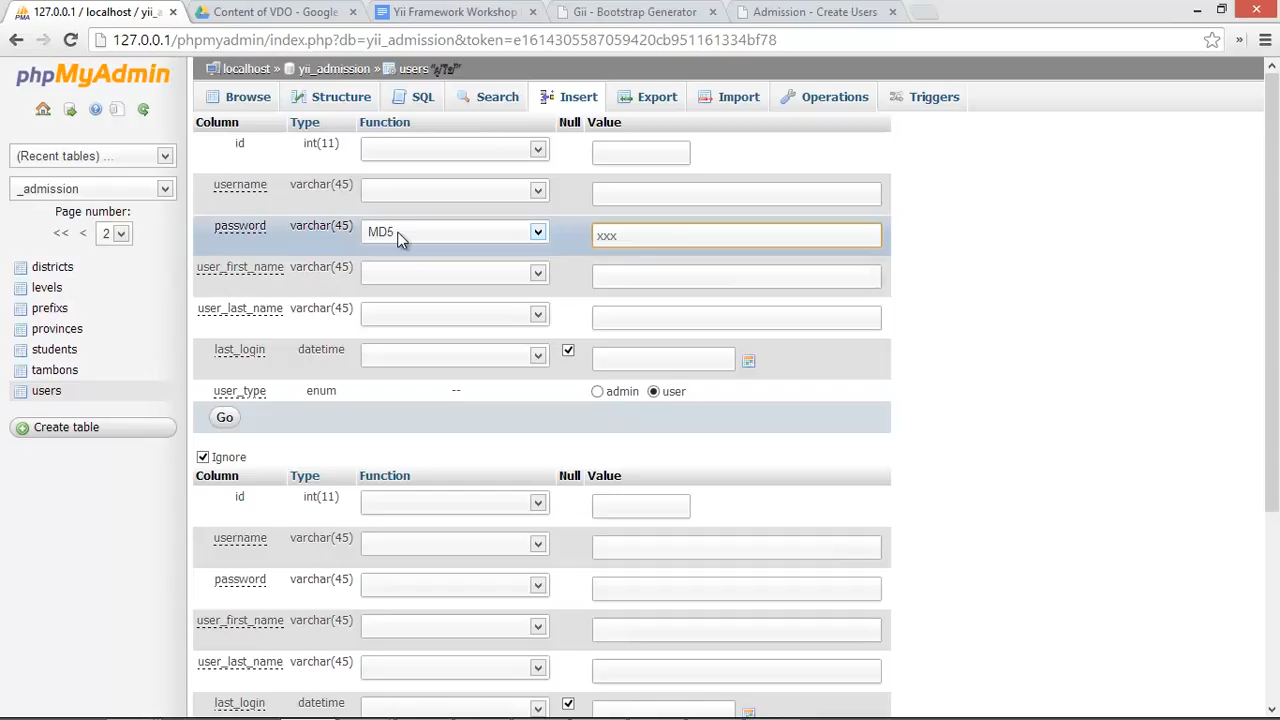 127.0.0.1 / localhost / yii_
Content of VDO - Google
Yii Framework Workshop
Gii - Bootstrap Generator
Admission - Create Users
127.0.0.1/phpmyadmin/index.php?db=yii_admission&token=e1614305587059420cb951161334bf78
phpMyAdmin
localhost » yii_admission » users "ผู้ใช้"
Browse Structure SQL Search Insert Export Import Operations Triggers
(Recent tables) ...
_admission
Page number:
<< < 2
districts
levels
prefixs
provinces
students
tambons
users
Create table
Column Type Function Null Value
id int(11)
username varchar(45)
password varchar(45) MD5 xxx
user_first_name varchar(45)
user_last_name varchar(45)
last_login datetime
user_type enum -- admin user
Go
Ignore
Column Type Function Null Value
id int(11)
username varchar(45)
password varchar(45)
user_first_name varchar(45)
user_last_name varchar(45)
last_login datetime